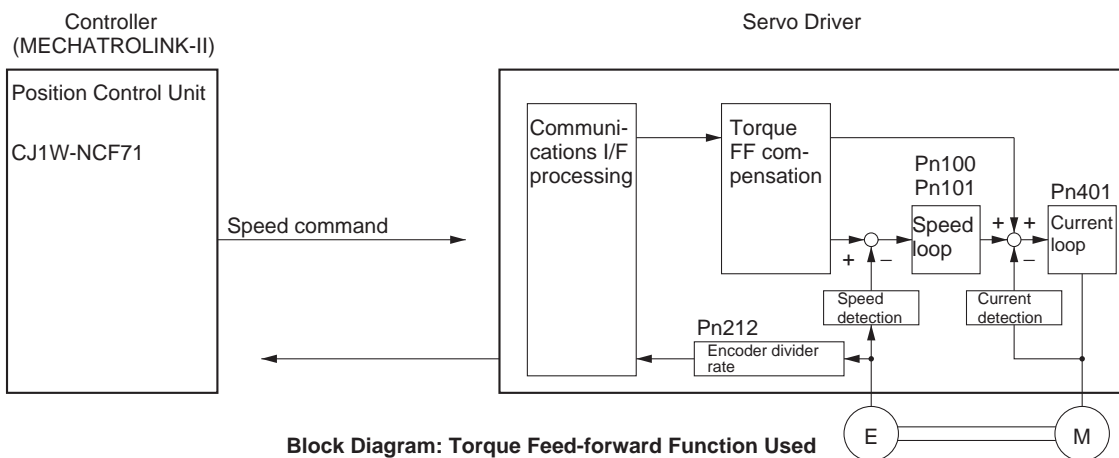 Controller
(MECHATROLINK-II)
Servo Driver
Position Control Unit
CJ1W-NCF71
Speed command
Communi-
cations I/F
processing
Torque
FF com-
pensation
Pn100
Pn101
Pn401
Speed
loop
Current
loop
+
−
+
+
−
Speed
detection
Current
detection
Pn212
Encoder divider
rate
E
M
Block Diagram: Torque Feed-forward Function Used